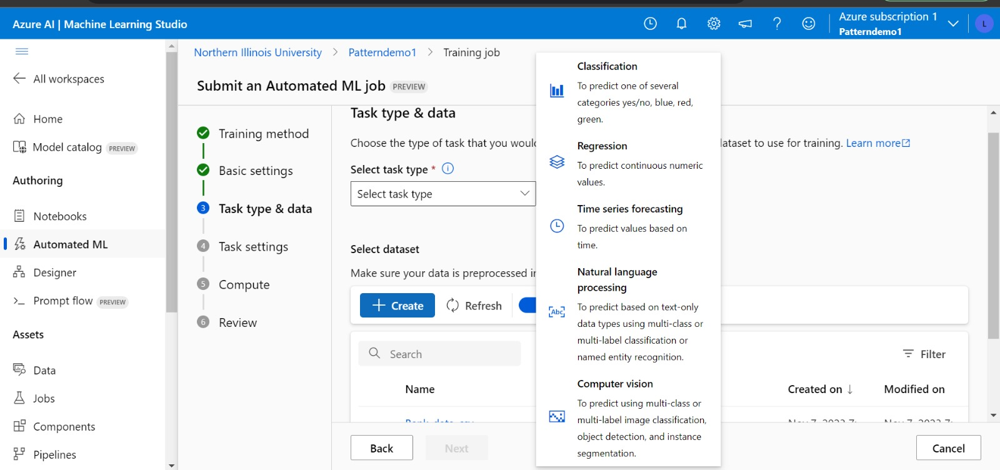 Azure AI | Machine Learning Studio
Azure subscription 1
Patterndemo1
L
All workspaces
Home
Model catalog PREVIEW
Authoring
Notebooks
Automated ML
Designer
Prompt flow PREVIEW
Assets
Data
Jobs
Components
Pipelines
Northern Illinois University > Patterndemo1 > Training job
Submit an Automated ML job PREVIEW
Training method
Basic settings
3 Task type & data
4 Task settings
5 Compute
6 Review
Task type & data
Choose the type of task that you would
dataset to use for training. Learn more
Select task type *
Select task type
Select dataset
Make sure your data is preprocessed
Create
Refresh
Search
Filter
Name
Created on ↓
Modified on
Back
Next
Cancel
Classification
To predict one of several
categories yes/no, blue, red,
green.
Regression
To predict continuous numeric
values.
Time series forecasting
To predict values based on
time.
Natural language
processing
Abc
To predict based on text-only
data types using multi-class or
multi-label classification or
named entity recognition.
Computer vision
To predict using multi-class or
multi-label image classification,
object detection, and instance
segmentation.